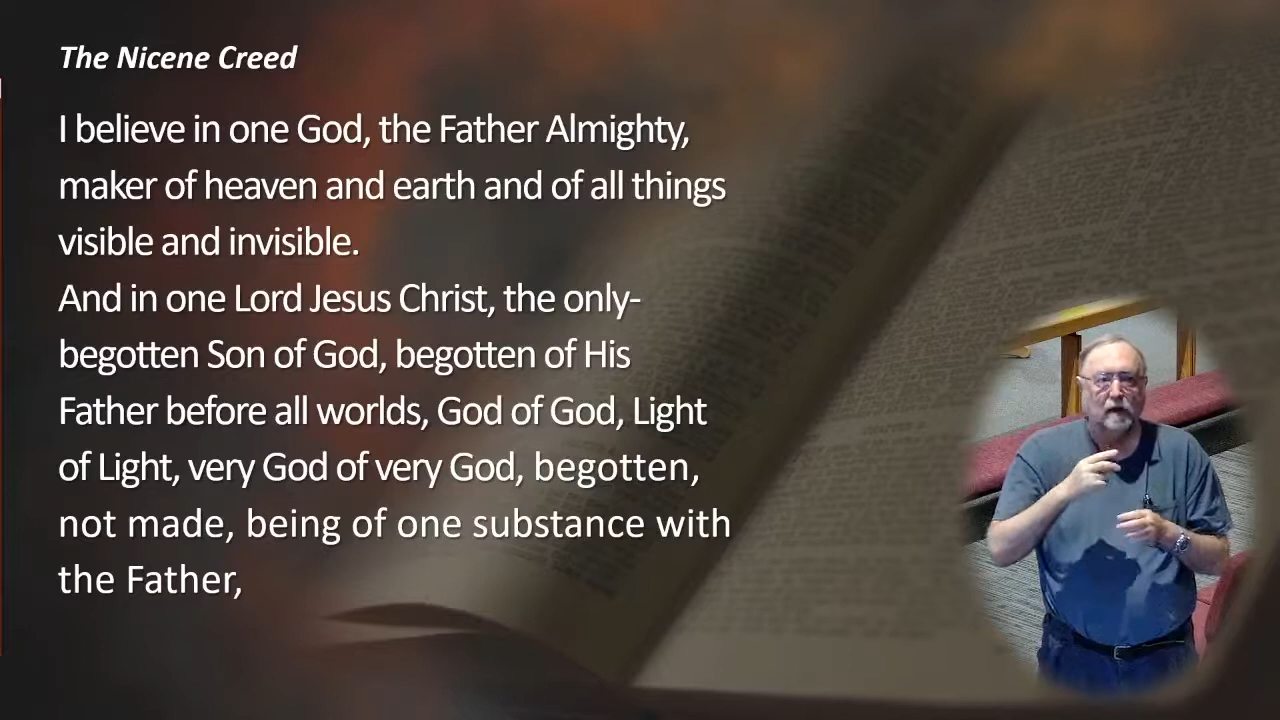 The Nicene Creed
I believe in one God, the Father Almighty,
maker of heaven and earth and of all things
visible and invisible.
And in one Lord Jesus Christ, the only-
begotten Son of God, begotten of His
Father before all worlds, God of God, Light
of Light, very God of very God, begotten,
not made, being of one substance with
the Father,